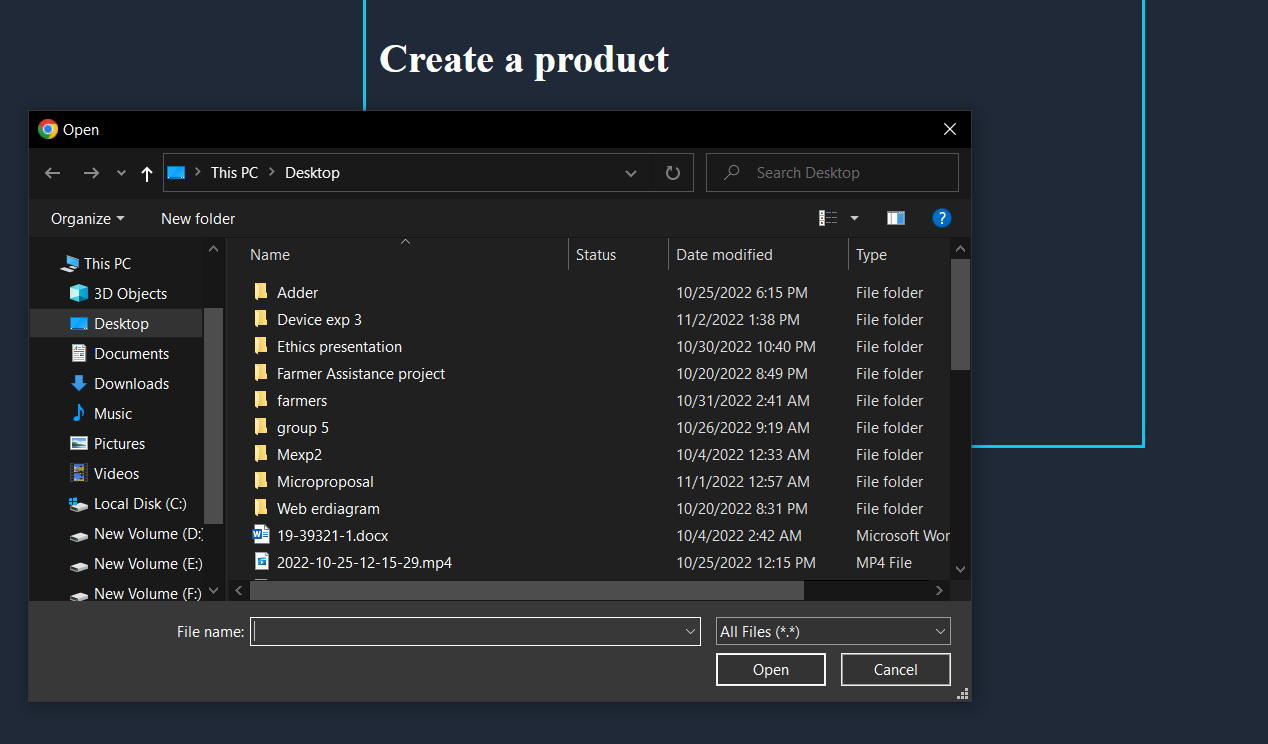 Create a product
Open
This PC > Desktop
Search Desktop
Organize
New folder
?
This PC
3D Objects
Desktop
Documents
Downloads
Music
Pictures
Videos
Local Disk (C:)
New Volume (D:)
New Volume (E:)
New Volume (F:)
Name Status Date modified Type
Adder 10/25/2022 6:15 PM File folder
Device exp 3 11/2/2022 1:38 PM File folder
Ethics presentation 10/30/2022 10:40 PM File folder
Farmer Assistance project 10/20/2022 8:49 PM File folder
farmers 10/31/2022 2:41 AM File folder
group 5 10/26/2022 9:19 AM File folder
Mexp2 10/4/2022 12:33 AM File folder
Microproposal 11/1/2022 12:57 AM File folder
Web erdiagram 10/20/2022 8:31 PM File folder
19-39321-1.docx 10/4/2022 2:42 AM Microsoft Wor
2022-10-25-12-15-29.mp4 10/25/2022 12:15 PM MP4 File
File name:
All Files (*.*)
Open
Cancel